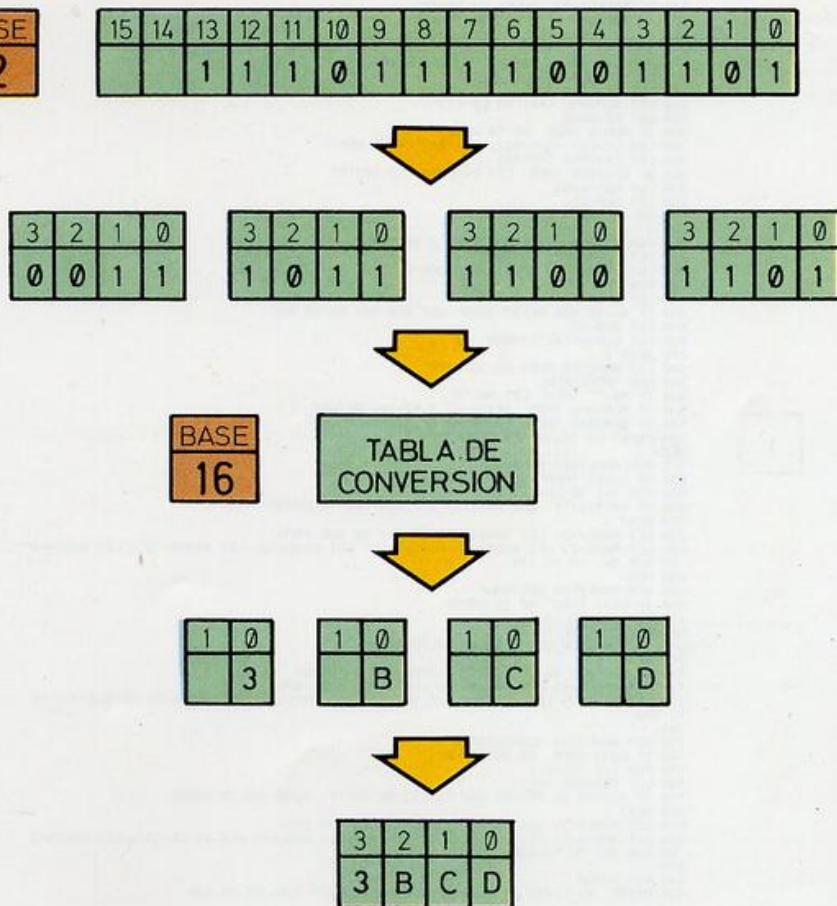 SE 15 14 13 12 11 1Ø 9 8 7 6 5 4 3 2 1 Ø
2 1 1 1 Ø 1 1 1 1 Ø Ø 1 1 Ø 1
3 2 1 Ø 3 2 1 Ø 3 2 1 Ø 3 2 1 Ø
Ø Ø 1 1 1 Ø 1 1 1 1 Ø Ø 1 1 Ø 1
BASE
16
TABLA DE
CONVERSION
1 Ø 1 Ø 1 Ø 1 Ø
3 B C D
3 2 1 Ø
3 B C D